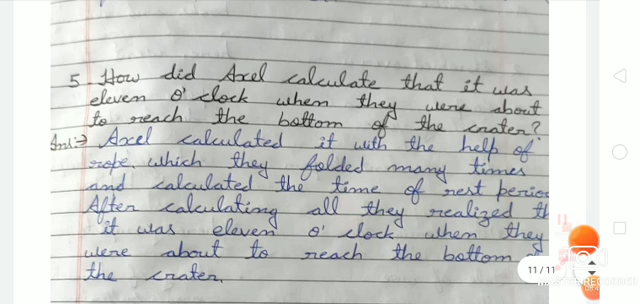 5. How did Axel calculate that it was
eleven O'clock when they were about
to reach the bottom of the crater?
Ans:→ Axel calculated it with the help of
rope which they folded many times
and calculated the time of rest perio
After calculating all they realized th
it was eleven o'clock when they
were about to reach the bottom
the crater.
11/11